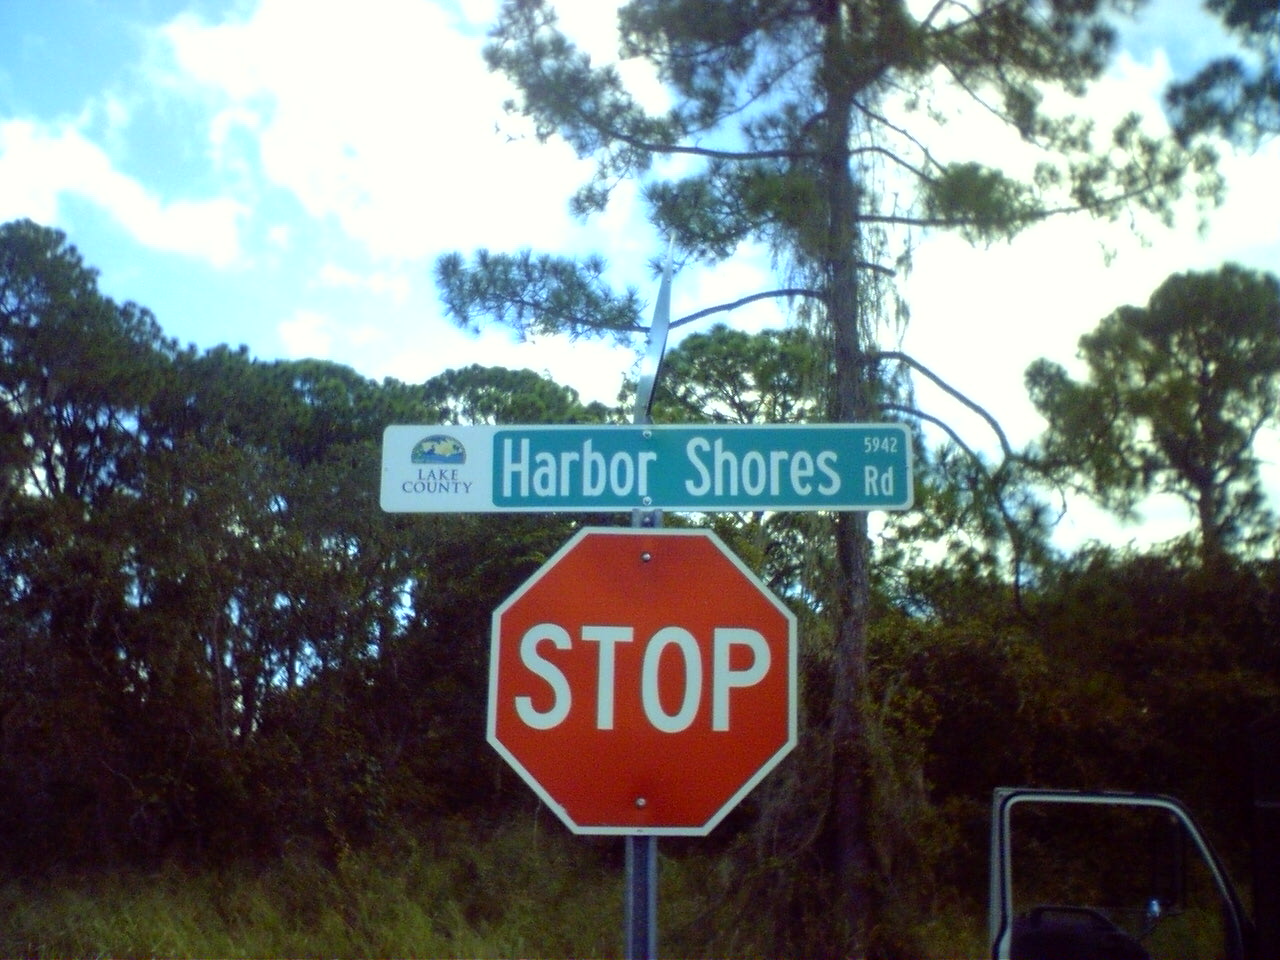 LAKE
COUNTY
Harbor Shores Rd
5942
STOP